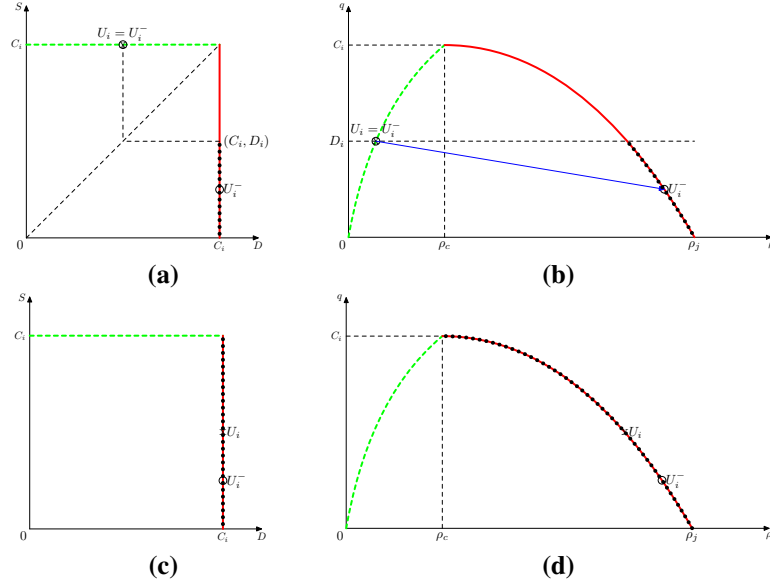 S
C_i
U_i = U_i^-
(C_i, D_i)
U_i^-
0
C_i
D
(a)
q
C_i
D_i
U_i = U_i^-
U_i^-
0
ρ_c
ρ_j
(b)
S
C_i
U_i
U_i^-
0
C_i
D
(c)
q
C_i
U_i
U_i^-
0
ρ_c
ρ_j
ρ
(d)